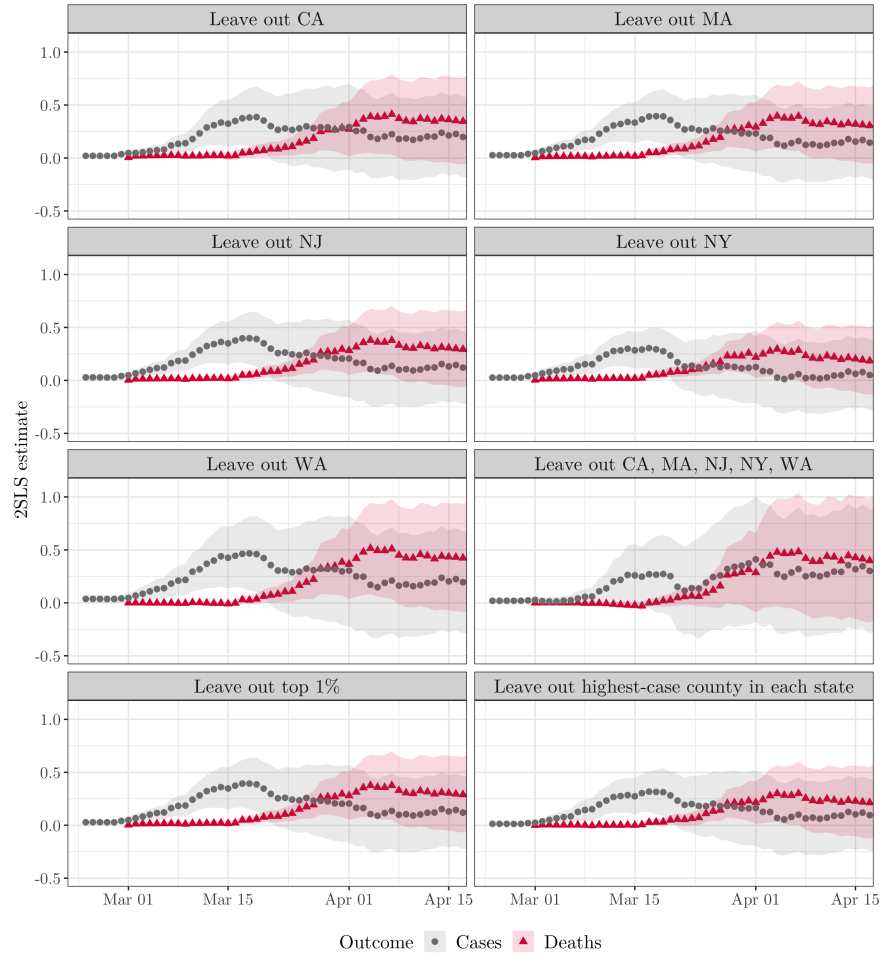 Leave out CA
Leave out MA
1.0
0.5
0.0
-0.5
Leave out NJ
Leave out NY
1.0
0.5
0.0
-0.5
Leave out WA
Leave out CA, MA, NJ, NY, WA
1.0
0.5
0.0
-0.5
Leave out top 1%
Leave out highest-case county in each state
1.0
0.5
0.0
-0.5
2SLS estimate
Mar 01 Mar 15 Apr 01 Apr 15
Mar 01 Mar 15 Apr 01 Apr 15
Outcome Cases Deaths